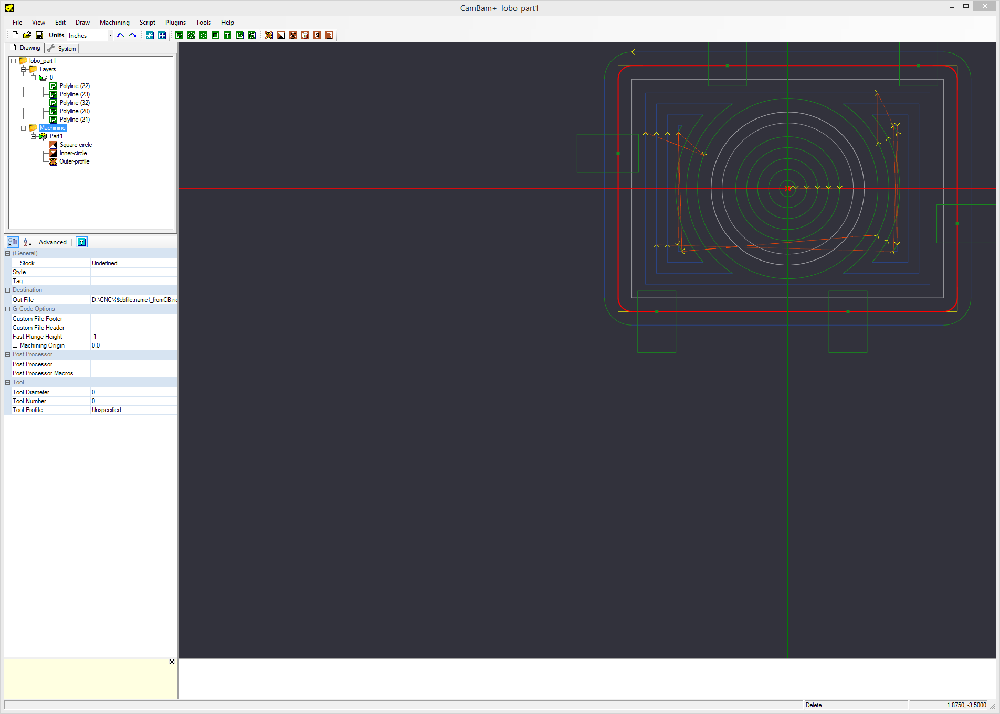 CamBam+ lobo_part1
File View Edit Draw Machining Script Plugins Tools Help
Units Inches
Drawing System
lobo_part1
Layers
0
Polyline (22)
Polyline (23)
Polyline (32)
Polyline (20)
Polyline (21)
Machining
Part1
Square-circle
Inner-circle
Outer-profile
Advanced
(General)
Stock Undefined
Style
Tag
Destination
Out File D:\CNC\{$cbfile.name}_fromCB.nc
G-Code Options
Custom File Footer
Custom File Header
Fast Plunge Height -1
Machining Origin 0,0
Post Processor
Post Processor
Post Processor Macros
Tool
Tool Diameter 0
Tool Number 0
Tool Profile Unspecified
Delete 1.8750, -3.5000